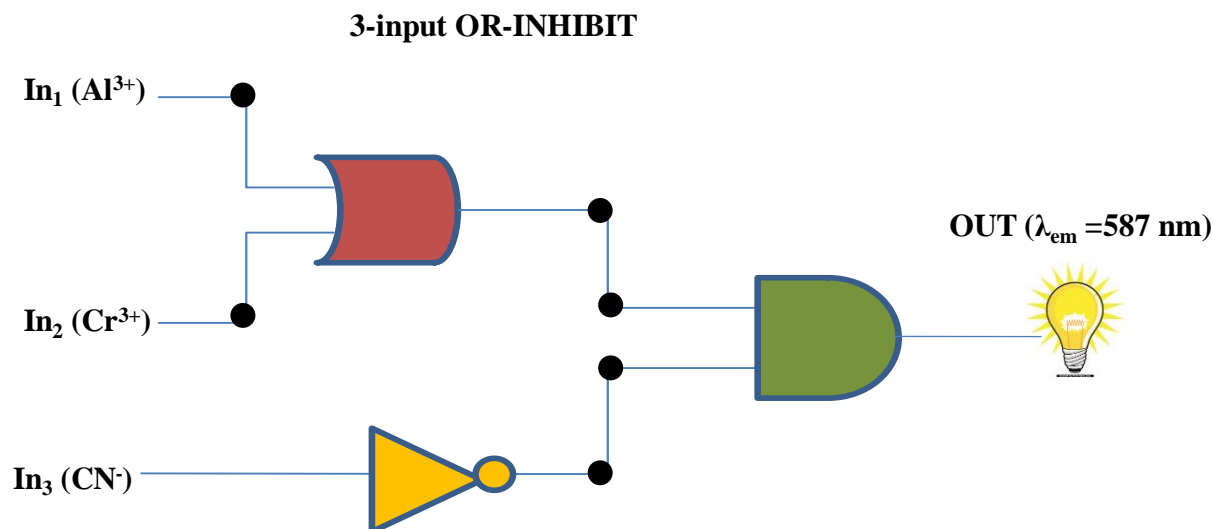 3-input OR-INHIBIT
In₁ (Al³⁺)
OUT (λₑₘ =587 nm)
In₂ (Cr³⁺)
In₃ (CN⁻)